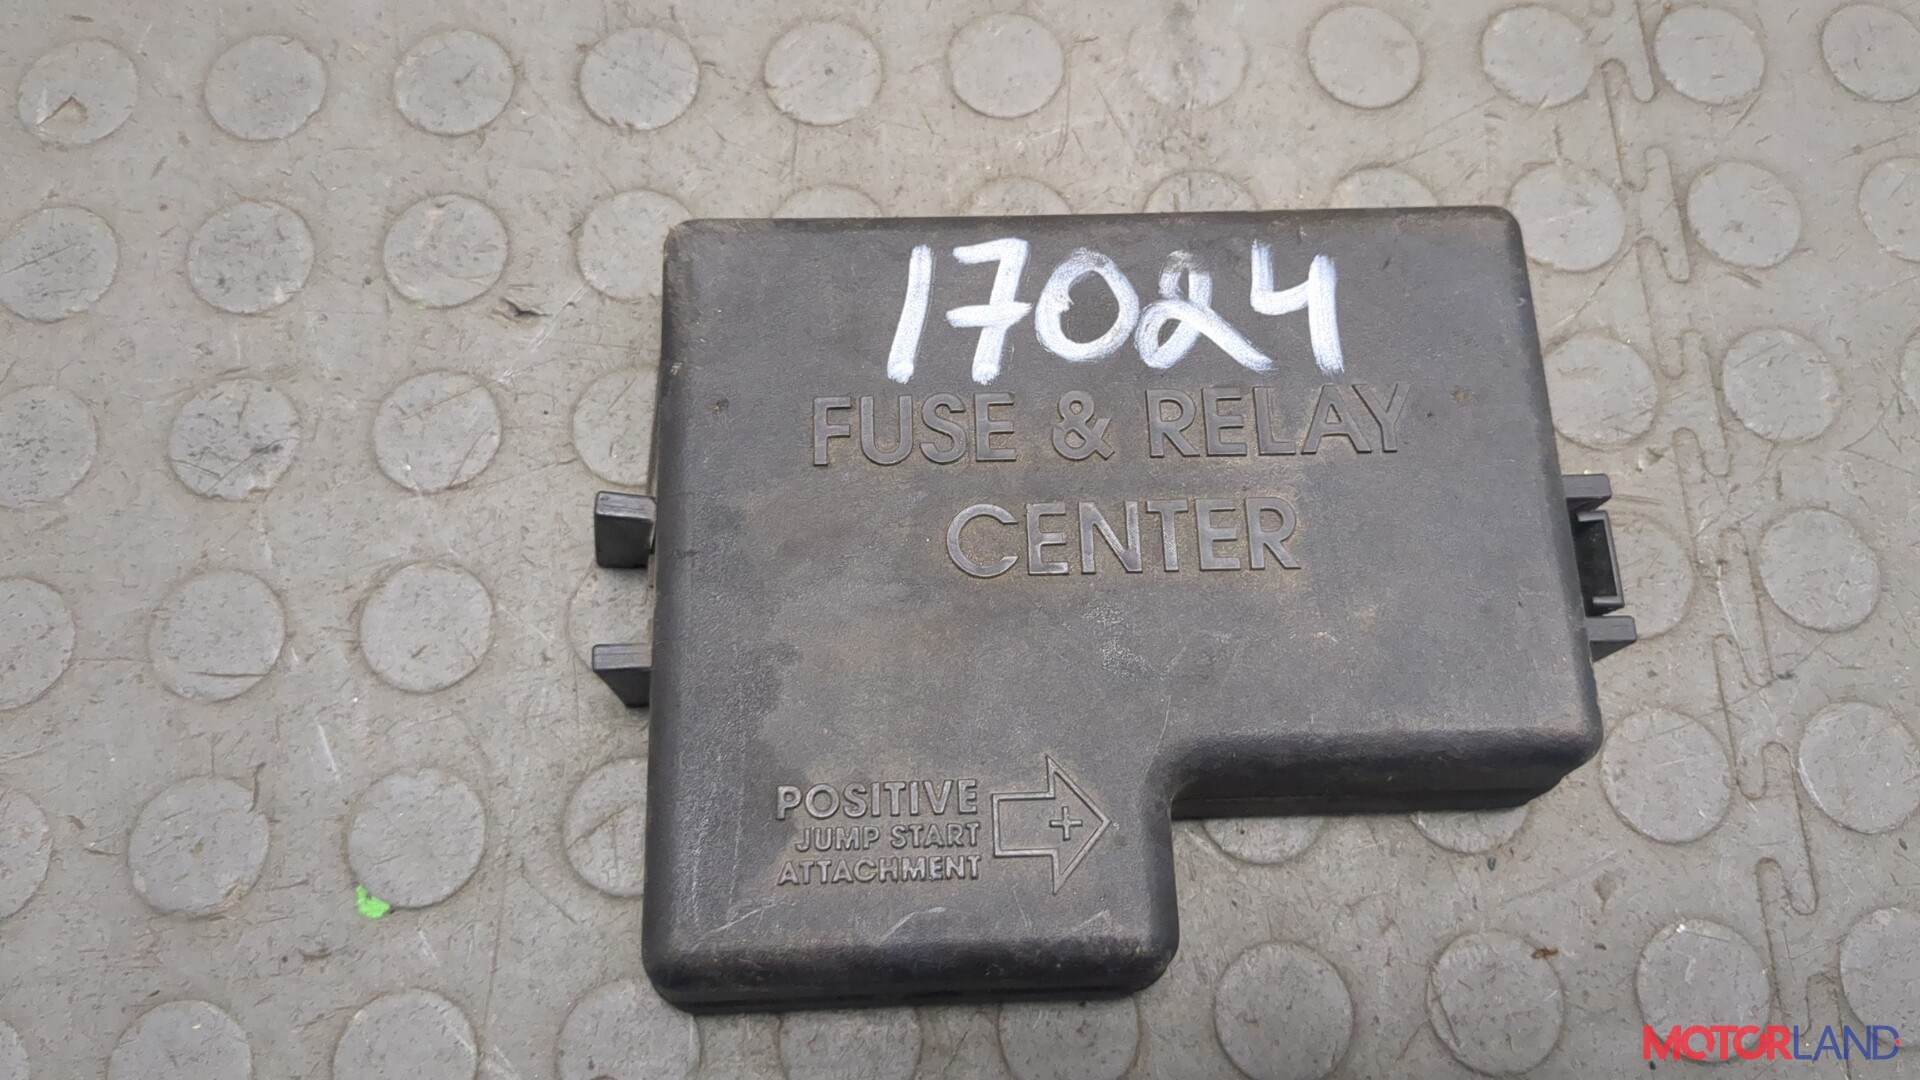 17024
FUSE & RELAY
CENTER
POSITIVE
JUMP START
ATTACHMENT
+
MOTORLAND